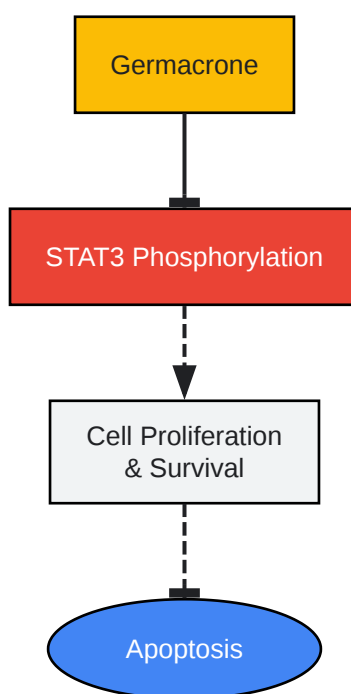 Germacrone
STAT3 Phosphorylation
Cell Proliferation
& Survival
Apoptosis